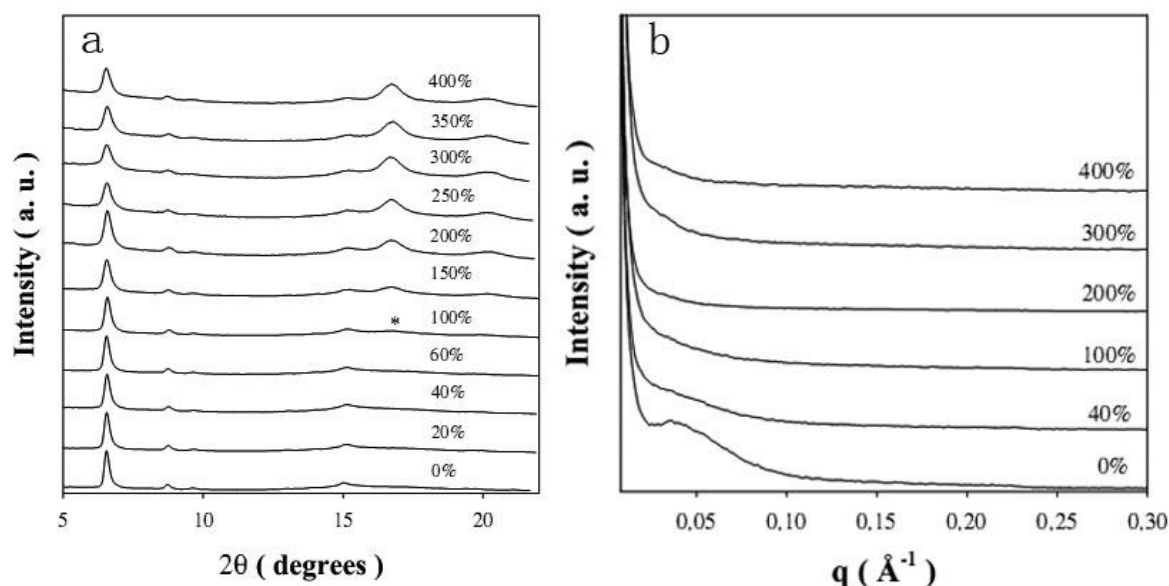 a
400%
350%
300%
250%
200%
150%
100%
*
60%
40%
20%
0%
Intensity ( a. u. )
5 10 15 20
2θ ( degrees )
b
400%
300%
200%
100%
40%
0%
Intensity ( a. u. )
0,05 0,10 0,15 0,20 0,25 0,30
q ( Å⁻¹ )